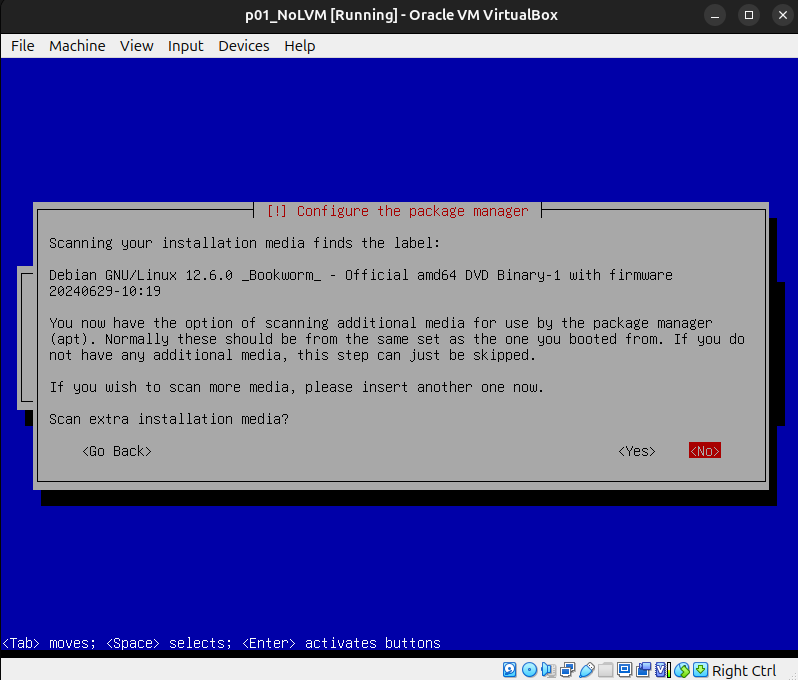 p01_NoLVM [Running] - Oracle VM VirtualBox
File Machine View Input Devices Help
[!] Configure the package manager
Scanning your installation media finds the label:
Debian GNU/Linux 12.6.0 _Bookworm_ - Official amd64 DVD Binary-1 with firmware
20240629-10:19
You now have the option of scanning additional media for use by the package manager
(apt). Normally these should be from the same set as the one you booted from. If you do
not have any additional media, this step can just be skipped.
If you wish to scan more media, please insert another one now.
Scan extra installation media?
<Go Back> <Yes> <No>
<Tab> moves; <Space> selects; <Enter> activates buttons
Right Ctrl